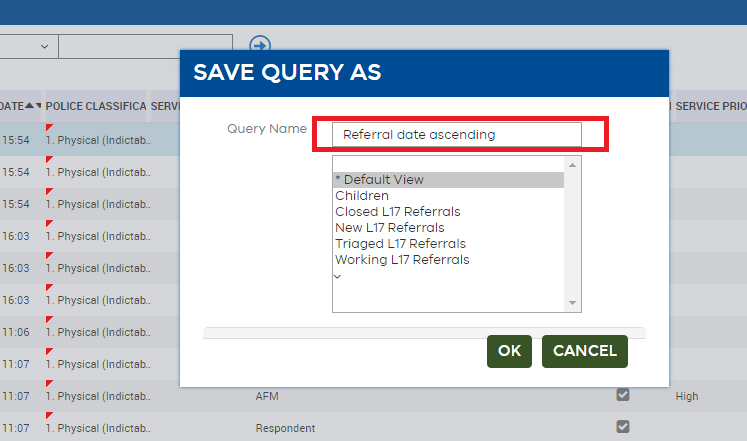 SAVE QUERY AS
DATE POLICE CLASSIFICA SERV SERVICE PRIO
Query Name Referral date ascending
15:54 1. Physical (Indictab..
* Default View
15:54 1. Physical (Indictab..
Children
15:54 1. Physical (Indictab..
Closed L17 Referrals
New L17 Referrals
16:03 1. Physical (Indictab..
Triaged L17 Referrals
Working L17 Referrals
16:03 1. Physical (Indictab..
16:03 1. Physical (Indictab..
11:06 1. Physical (Indictab..
OK CANCEL
11:07 1. Physical (Indictab..
11:07 1. Physical (Indictab.. AFM High
11:07 1. Physical (Indictab.. Respondent